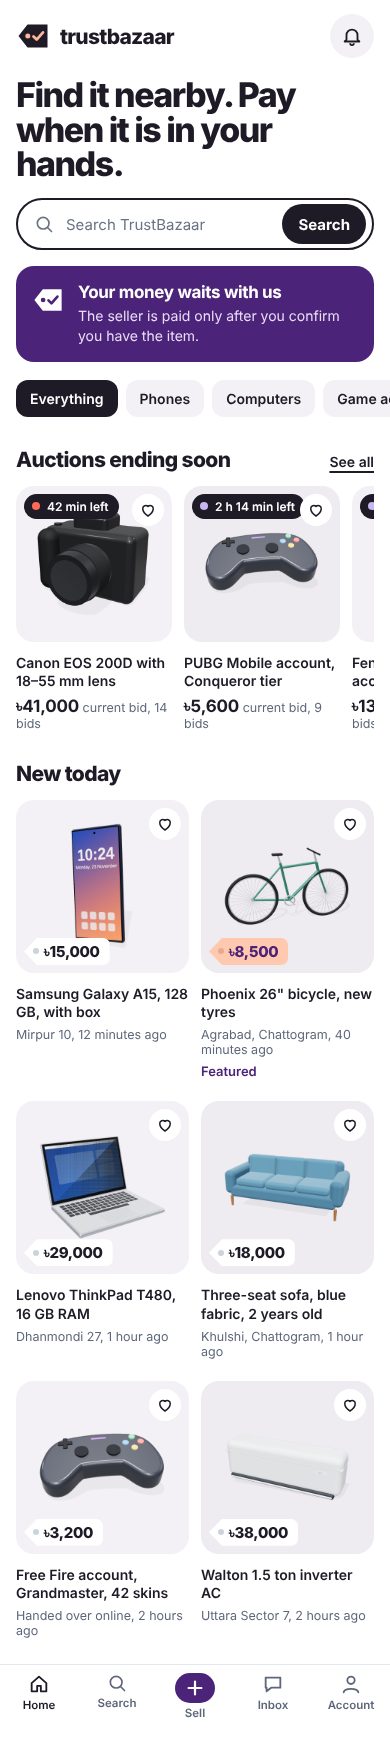 trustbazaar
Find it nearby. Pay
when it is in your
hands.
Search TrustBazaar
Search
Your money waits with us
The seller is paid only after you confirm
you have the item.
Everything
Phones
Computers
Game a
Auctions ending soon
See all
42 min left
2 h 14 min left
Canon EOS 200D with
18–55 mm lens
৳41,000 current bid, 14
bids
PUBG Mobile account,
Conqueror tier
৳5,600 current bid, 9
bids
৳13
bids
New today
10:24
৳15,000
৳8,500
Samsung Galaxy A15, 128
GB, with box
Mirpur 10, 12 minutes ago
Phoenix 26" bicycle, new
tyres
Agrabad, Chattogram, 40
minutes ago
Featured
৳29,000
৳18,000
Lenovo ThinkPad T480,
16 GB RAM
Dhanmondi 27, 1 hour ago
Three-seat sofa, blue
fabric, 2 years old
Khulshi, Chattogram, 1 hour
ago
৳3,200
৳38,000
Free Fire account,
Grandmaster, 42 skins
Handed over online, 2 hours
ago
Walton 1.5 ton inverter
AC
Uttara Sector 7, 2 hours ago
Home
Search
Sell
Inbox
Account